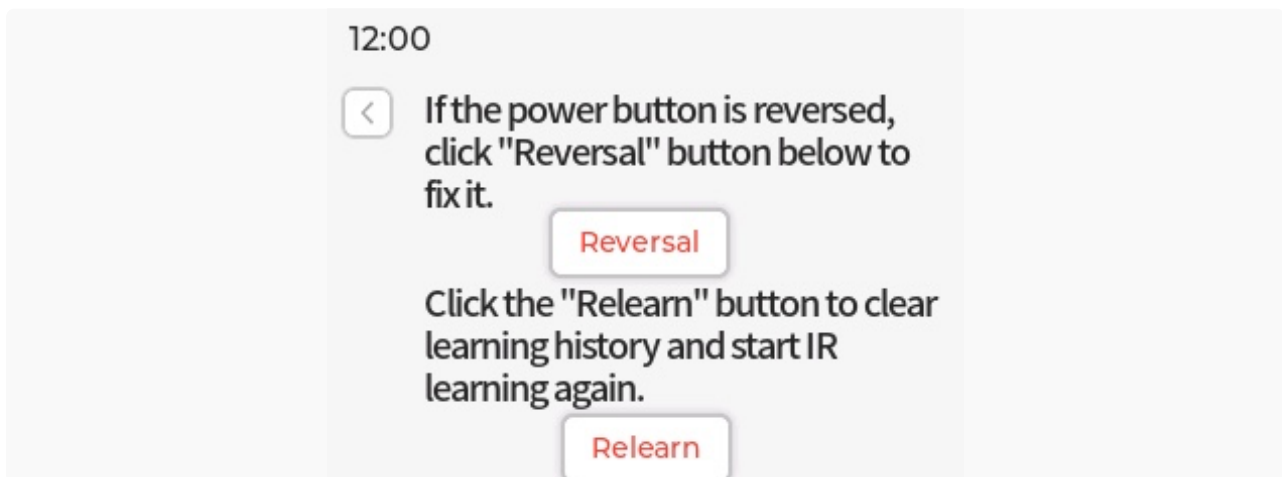 12:00
If the power button is reversed,
click "Reversal" button below to
fix it.
Reversal
Click the "Relearn" button to clear
learning history and start IR
learning again.
Relearn